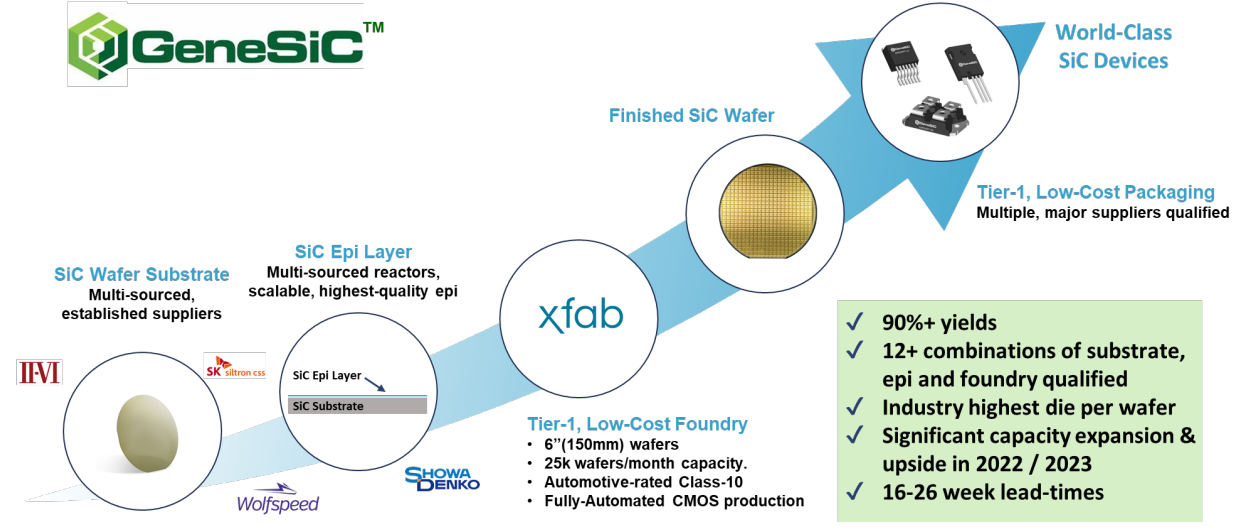 GeneSiC™
World-Class
SiC Devices
Finished SiC Wafer
Tier-1, Low-Cost Packaging
Multiple, major suppliers qualified
SiC Epi Layer
Multi-sourced reactors,
scalable, highest-quality epi
SiC Wafer Substrate
Multi-sourced,
established suppliers
xfab
II-VI
SK siltron css
SiC Epi Layer
SiC Substrate
Wolfspeed
SHOWA
DENKO
Tier-1, Low-Cost Foundry
• 6”(150mm) wafers
• 25k wafers/month capacity.
• Automotive-rated Class-10
• Fully-Automated CMOS production
✓ 90%+ yields
✓ 12+ combinations of substrate,
epi and foundry qualified
✓ Industry highest die per wafer
✓ Significant capacity expansion &
upside in 2022 / 2023
✓ 16-26 week lead-times